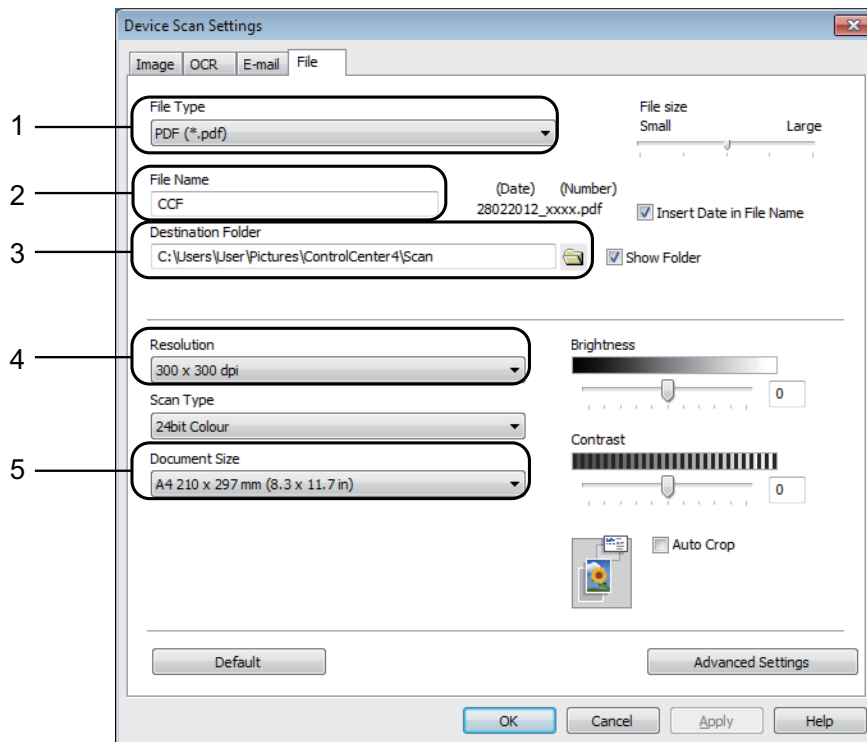 Device Scan Settings
Image OCR E-mail File
1
File Type
PDF (*.pdf)
File size
Small Large
2
File Name
CCF
(Date) (Number)
28022012_xxxx.pdf
Insert Date in File Name
3
Destination Folder
C:\Users\User\Pictures\ControlCenter4\Scan
Show Folder
4
Resolution
300 x 300 dpi
Brightness
0
Scan Type
24bit Colour
Contrast
0
5
Document Size
A4 210 x 297 mm (8.3 x 11.7 in)
Auto Crop
Default
Advanced Settings
OK Cancel Apply Help